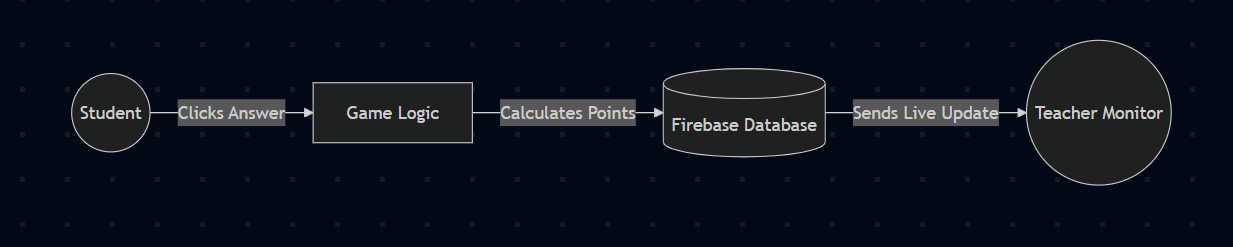 Student
Clicks Answer
Game Logic
Calculates Points
Firebase Database
Sends Live Update
Teacher Monitor